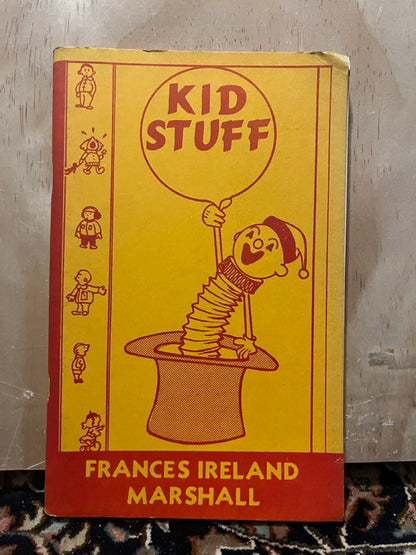 KID
STUFF
FRANCES IRELAND
MARSHALL